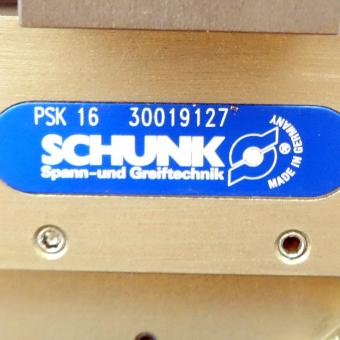 PSK 16 30019127
SCHUNK ®
Spann-und Greiftechnik
MADE IN GERMANY